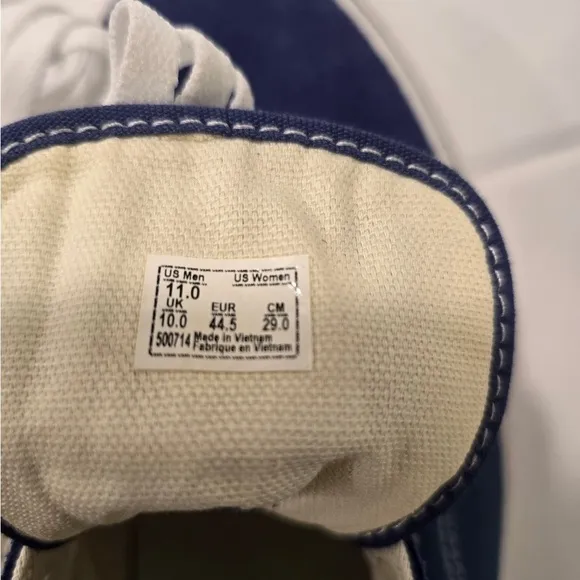 US Men US Women
11.0
UK EUR CM
10.0 44.5 29.0
500714 Made in Vietnam
Fabrique en Vietnam